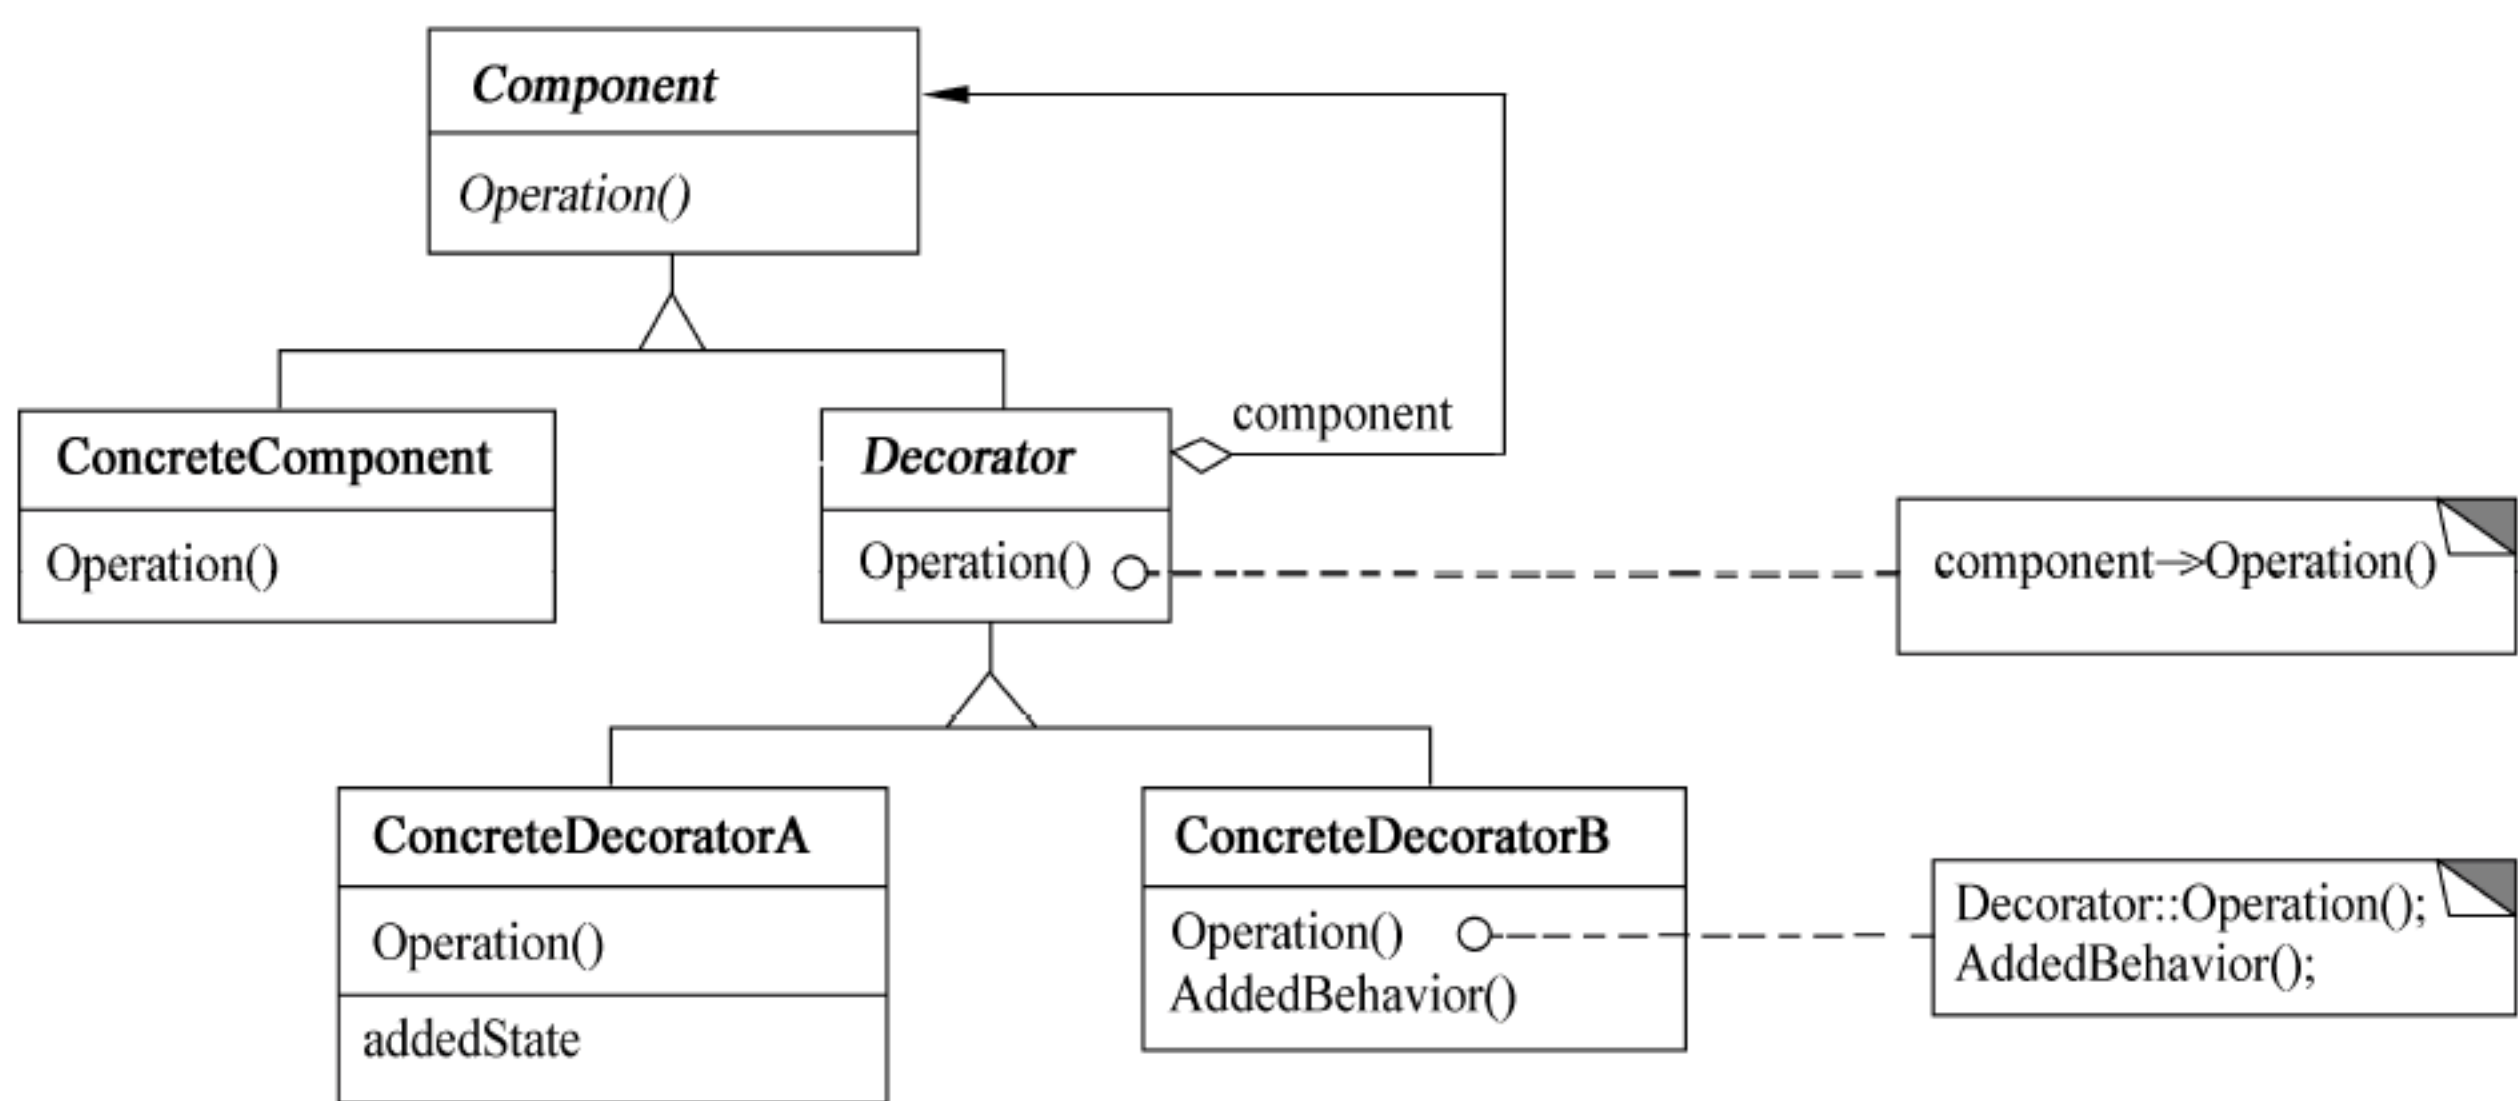 Component
Operation()
component
ConcreteComponent
Operation()
Decorator
Operation()
component->Operation()
ConcreteDecoratorA
Operation()
addedState
ConcreteDecoratorB
Operation()
AddedBehavior()
Decorator::Operation();
AddedBehavior();